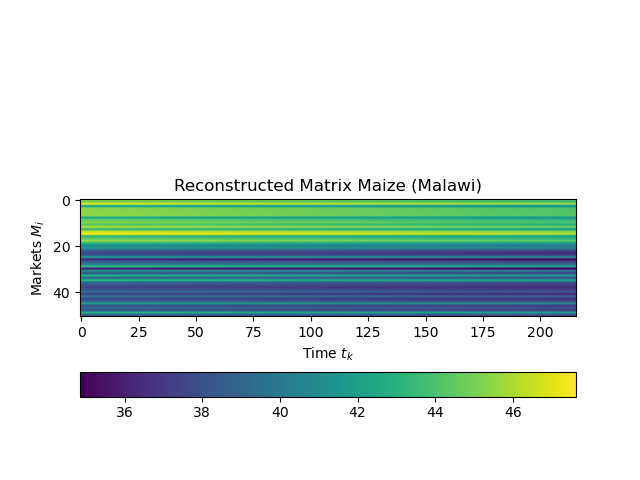 Reconstructed Matrix Maize (Malawi)
Markets $M_i$
0
20
40
0 25 50 75 100 125 150 175 200
Time $t_k$
36 38 40 42 44 46